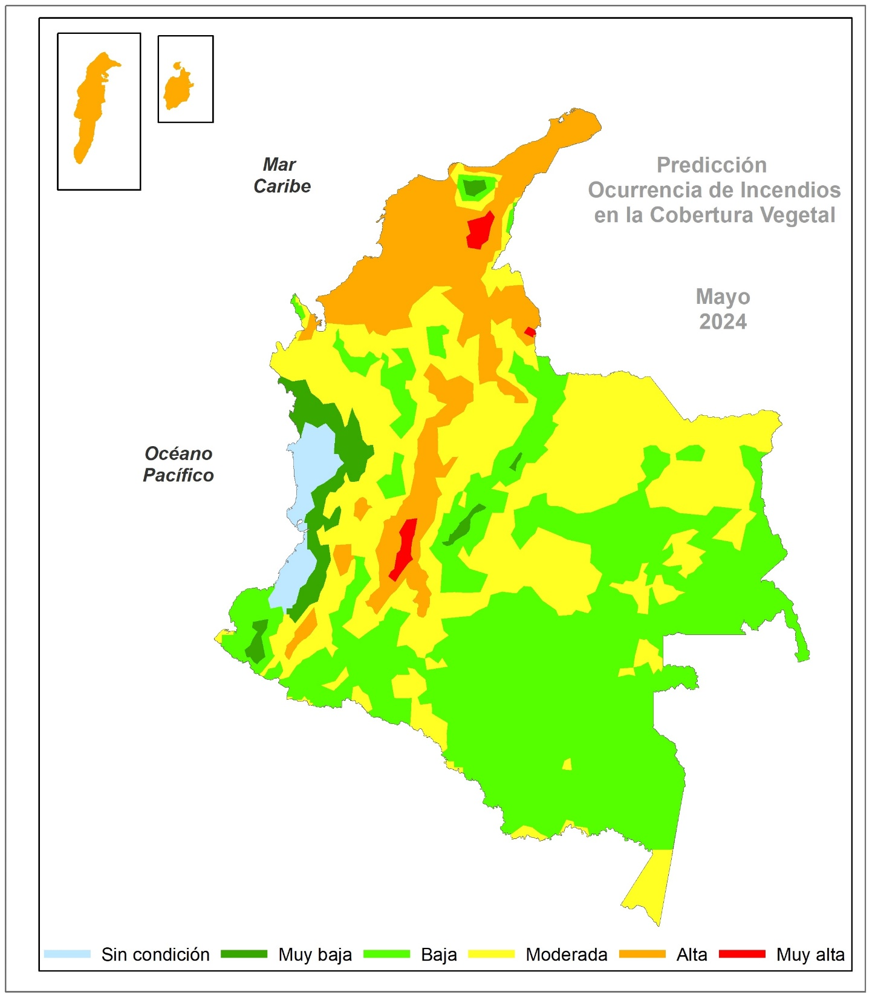 Mar
Caribe
Predicción
Ocurrencia de Incendios
en la Cobertura Vegetal
Mayo
2024
Océano
Pacífico
Sin condición Muy baja Baja Moderada Alta Muy alta